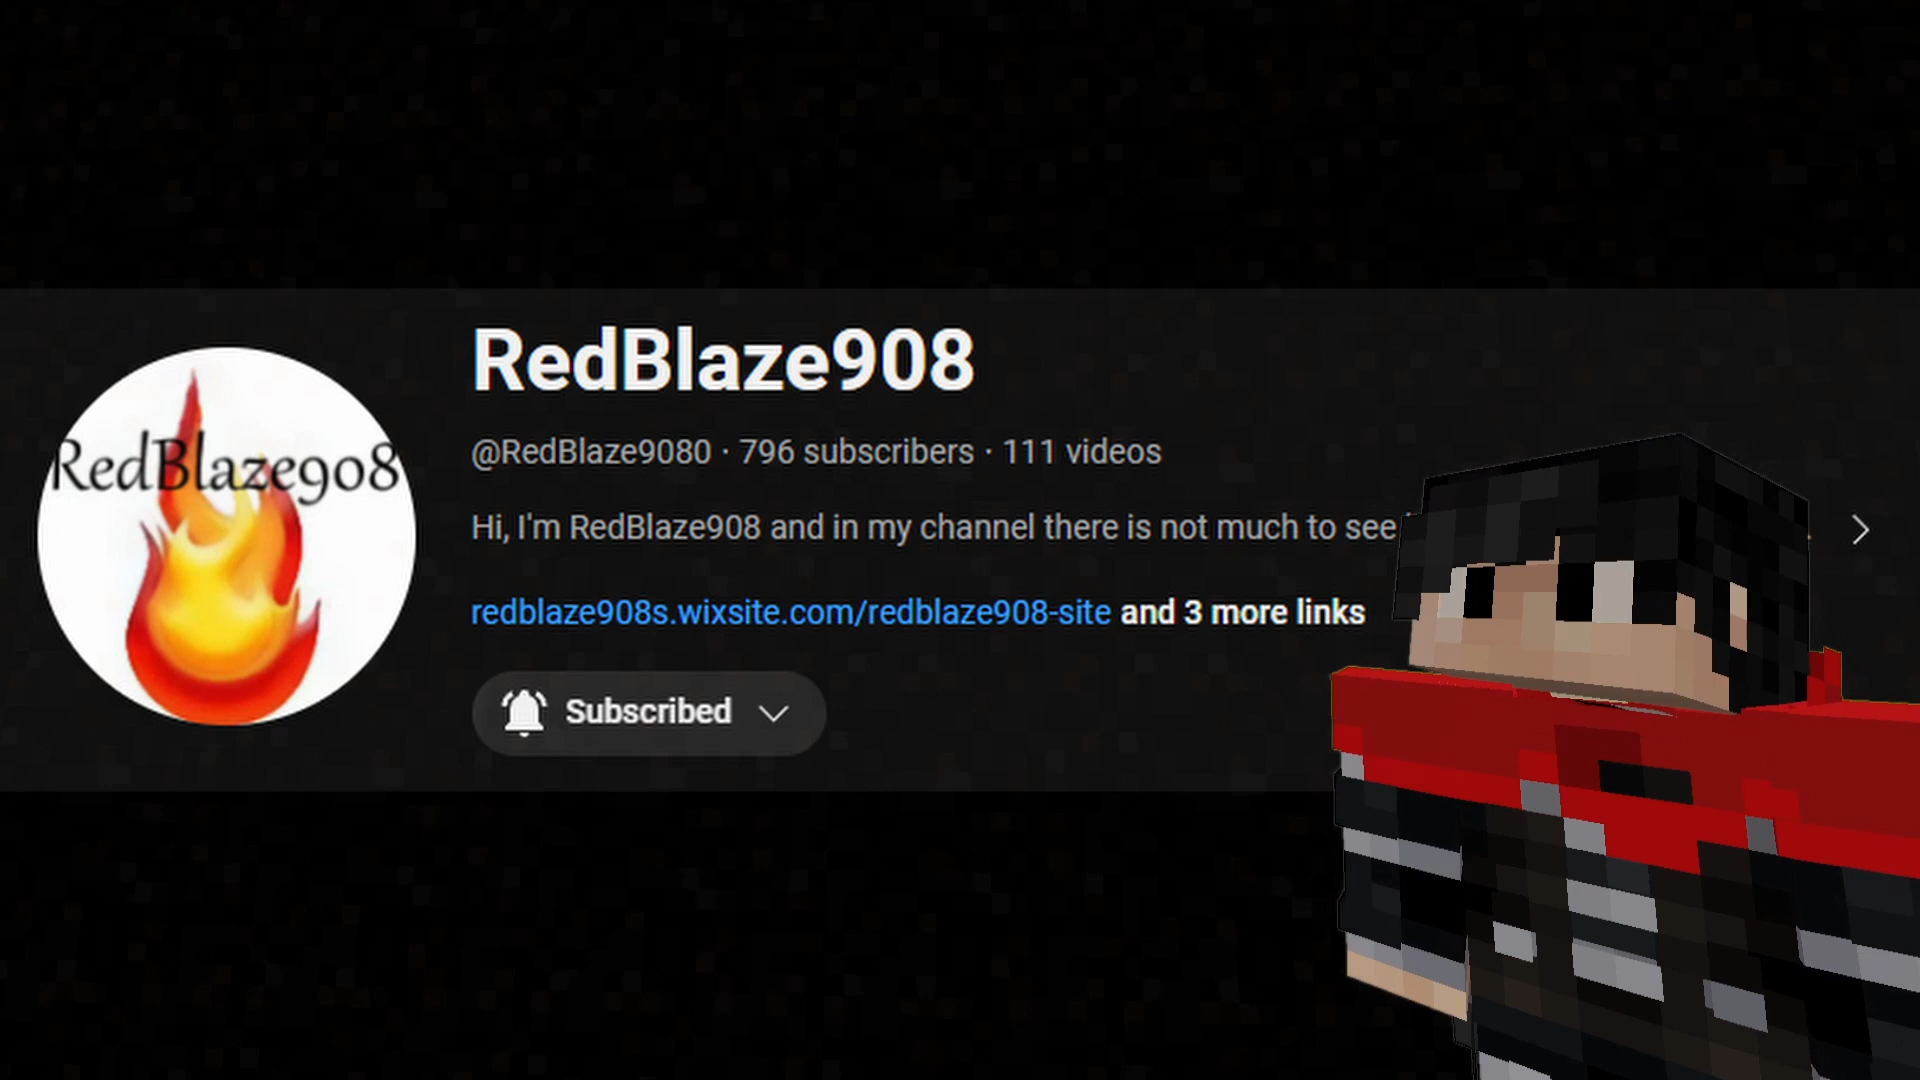 RedBlaze908
RedBlaze908
@RedBlaze9080 · 796 subscribers · 111 videos
Hi, I'm RedBlaze908 and in my channel there is not much to see
redblaze908s.wixsite.com/redblaze908-site and 3 more links
Subscribed